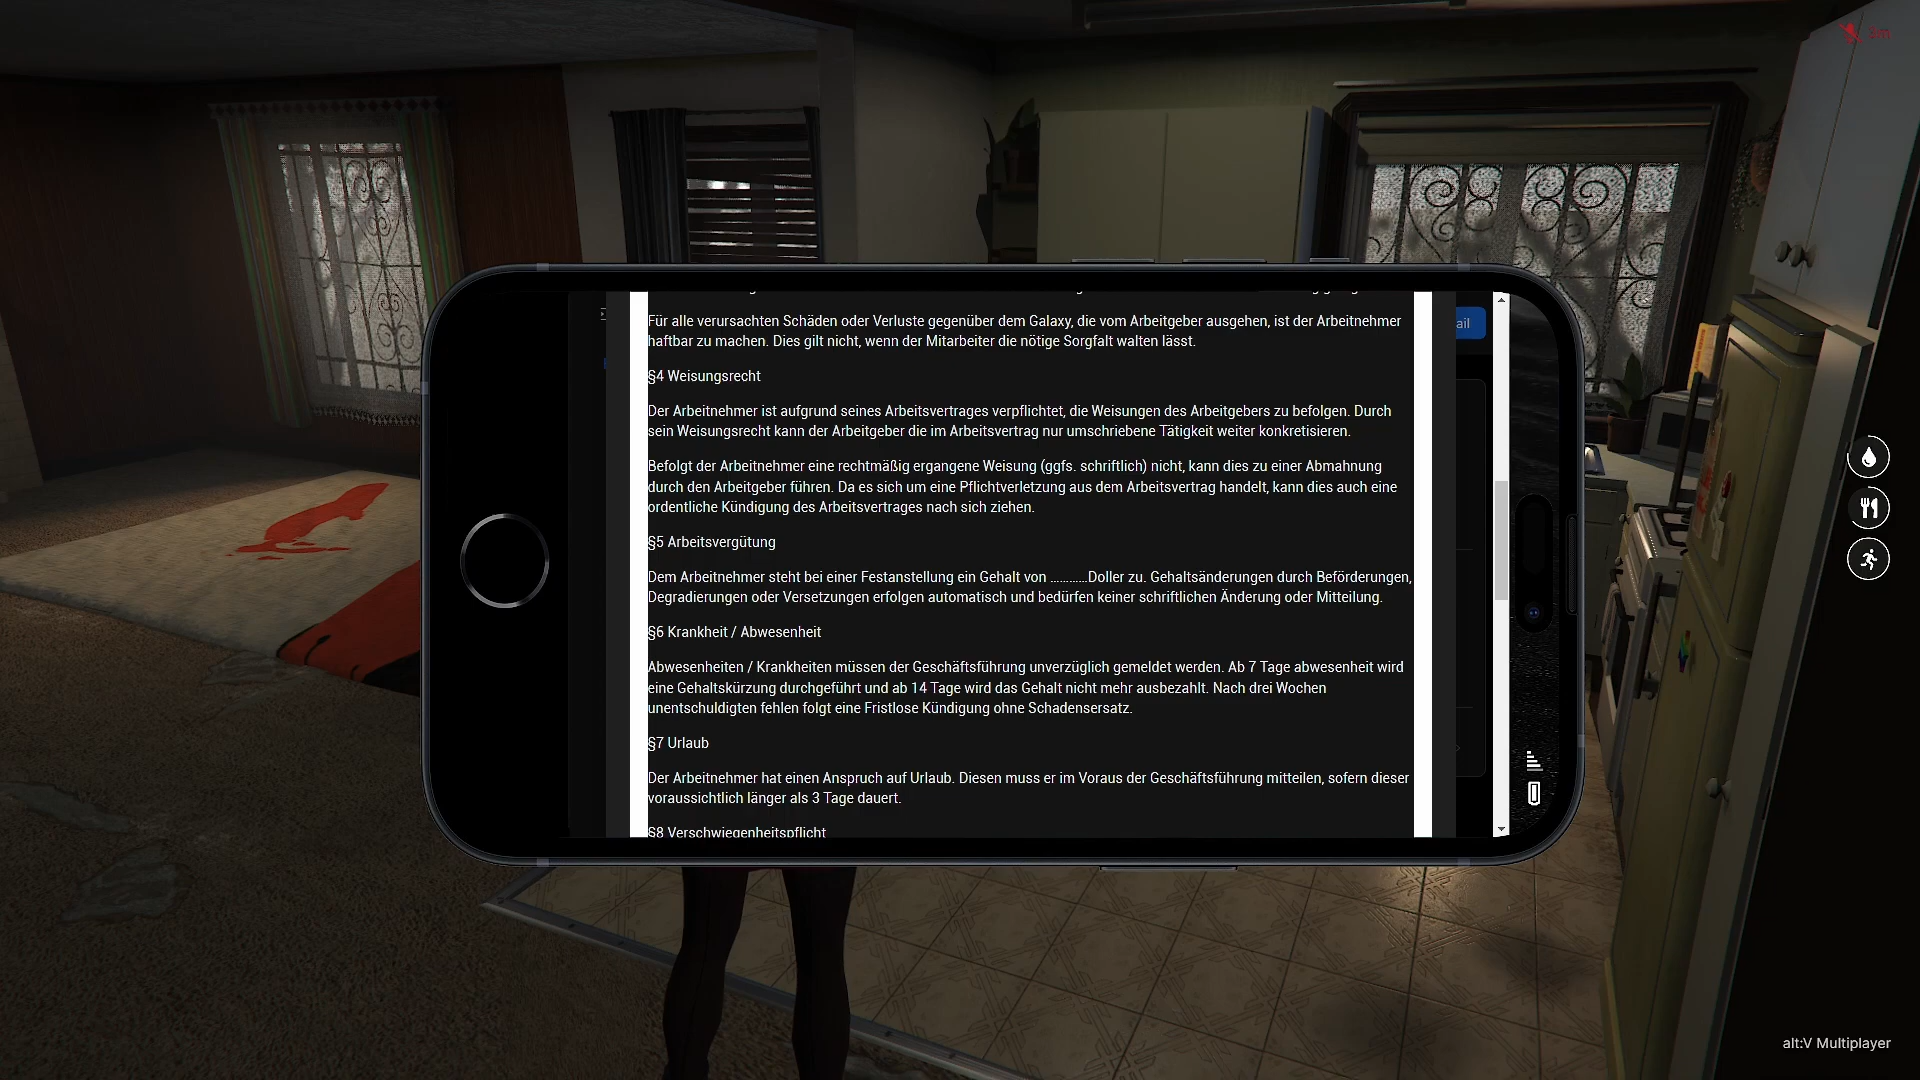 3m
ail
Für alle verursachten Schäden oder Verluste gegenüber dem Galaxy, die vom Arbeitgeber ausgehen, ist der Arbeitnehmer
haftbar zu machen. Dies gilt nicht, wenn der Mitarbeiter die nötige Sorgfalt walten lässt.
§4 Weisungsrecht
Der Arbeitnehmer ist aufgrund seines Arbeitsvertrages verpflichtet, die Weisungen des Arbeitgebers zu befolgen. Durch
sein Weisungsrecht kann der Arbeitgeber die im Arbeitsvertrag nur umschriebene Tätigkeit weiter konkretisieren.
Befolgt der Arbeitnehmer eine rechtmäßig ergangene Weisung (ggfs. schriftlich) nicht, kann dies zu einer Abmahnung
durch den Arbeitgeber führen. Da es sich um eine Pflichtverletzung aus dem Arbeitsvertrag handelt, kann dies auch eine
ordentliche Kündigung des Arbeitsvertrages nach sich ziehen.
§5 Arbeitsvergütung
Dem Arbeitnehmer steht bei einer Festanstellung ein Gehalt von …………Doller zu. Gehaltsänderungen durch Beförderungen,
Degradierungen oder Versetzungen erfolgen automatisch und bedürfen keiner schriftlichen Änderung oder Mitteilung.
§6 Krankheit / Abwesenheit
Abwesenheiten / Krankheiten müssen der Geschäftsführung unverzüglich gemeldet werden. Ab 7 Tage abwesenheit wird
eine Gehaltskürzung durchgeführt und ab 14 Tage wird das Gehalt nicht mehr ausbezahlt. Nach drei Wochen
unentschuldigten fehlen folgt eine Fristlose Kündigung ohne Schadensersatz.
§7 Urlaub
Der Arbeitnehmer hat einen Anspruch auf Urlaub. Diesen muss er im Voraus der Geschäftsführung mitteilen, sofern dieser
voraussichtlich länger als 3 Tage dauert.
§8 Verschwiegenheitspflicht
alt:V Multiplayer